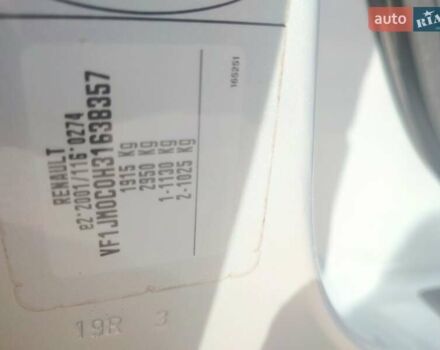 RENAULT
e2*2001/116*0274
VF1JM0C0H31638357
1915 Kg
2950 Kg
1-1130 Kg
2-1025 Kg
165251
19R 3
auto RIA